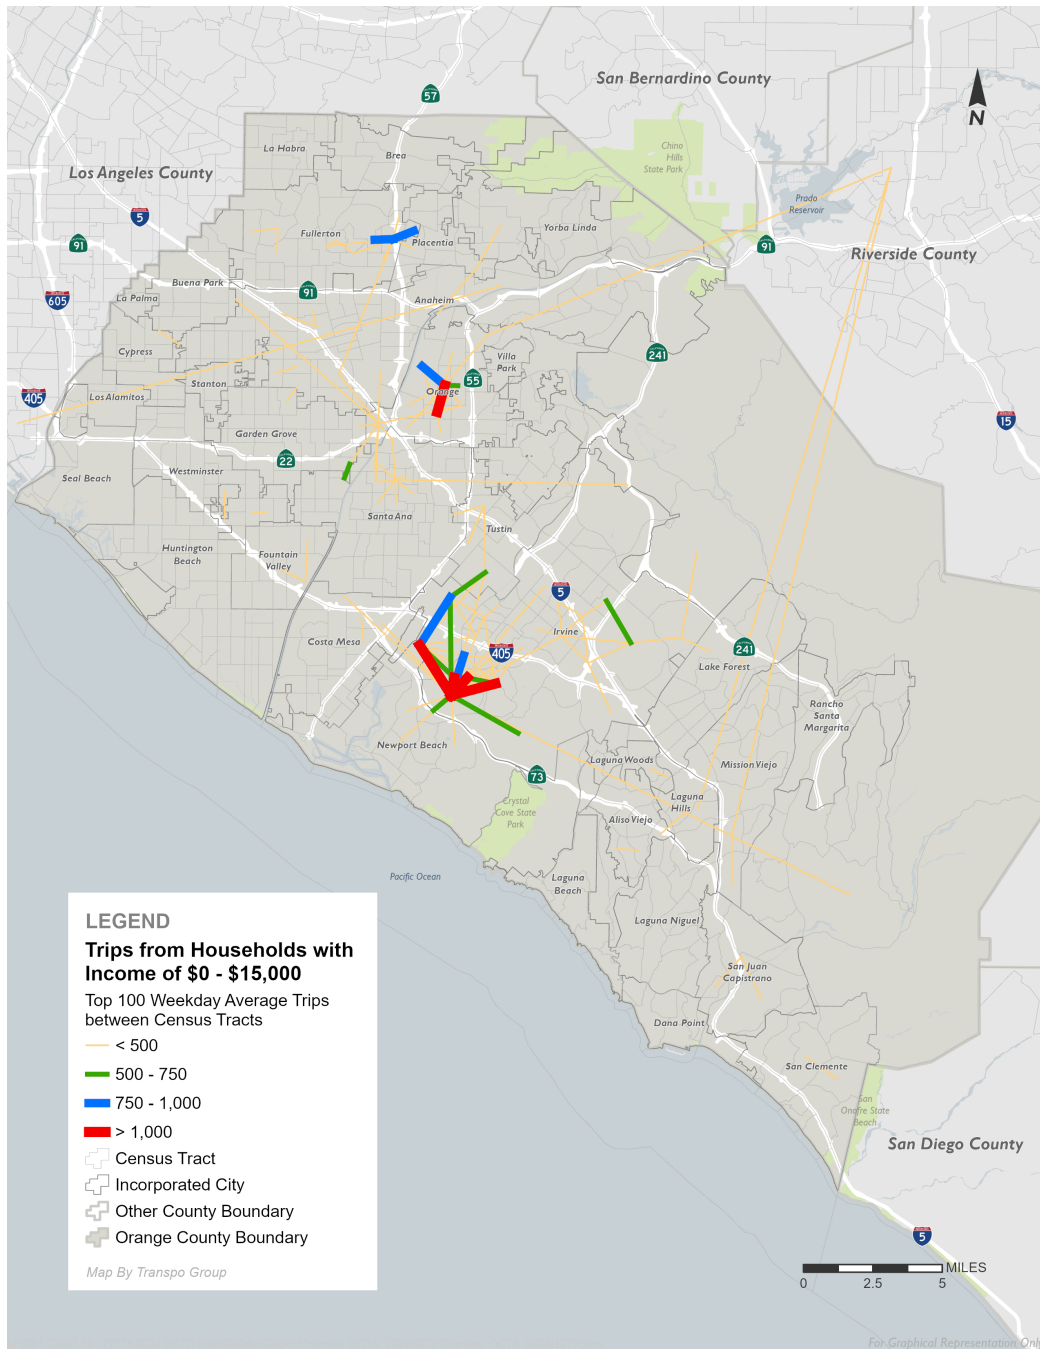 San Bernardino County
57
N
La Habra
Brea
Chino
Hills
State Park
Los Angeles County
5
Prado
Reservoir
91
Fullerton
Placentia
Yorba Linda
91
Riverside County
605
Buena Park
91
La Palma
Anaheim
Cypress
Villa
Park
241
55
Stanton
Orange
405
Los Alamitos
15
Garden Grove
22
Westminster
Seal Beach
Santa Ana
Tustin
Huntington
Beach
Fountain
Valley
5
Costa Mesa
Irvine
405
241
Lake Forest
Rancho
Santa
Margarita
Newport Beach
Laguna Woods
Mission Viejo
73
Laguna
Hills
Crystal
Cove State
Park
Aliso Viejo
Pacific Ocean
Laguna
Beach
Laguna Niguel
San Juan
Capistrano
Dana Point
San Clemente
San
Onofre State
Beach
San Diego County
5
LEGEND
Trips from Households with
Income of $0 - $15,000
Top 100 Weekday Average Trips
between Census Tracts
< 500
500 - 750
750 - 1,000
> 1,000
Census Tract
Incorporated City
Other County Boundary
Orange County Boundary
Map By Transpo Group
MILES
0 2.5 5
For Graphical Representation Only